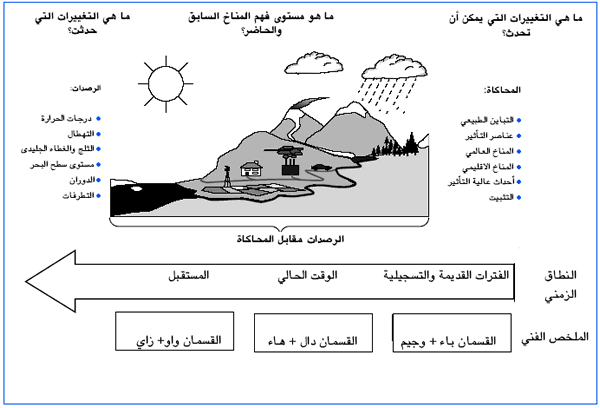 ما هي التغييرات التي يمكن أن
تحدث؟
ما هو مستوى فهم المناخ السابق
والحاضر؟
ما هي التغييرات التي
حدثت؟
المحاكاة:
التباين الطبيعي
عناصر التأثير
المناخ العالمي
المناخ الاقليمي
أحداث عالية التأثير
التثبيت
الرصدات:
درجات الحرارة
التهطال
الثلج والغطاء الجليدى
مستوى سطح البحر
الدوران
التطرفات
الرصدات مقابل المحاكاة
النطاق
الزمني
الفترات القديمة والتسجيلية
الوقت الحالي
المستقبل
الملخص الفني
القسمان باء + وجيم
القسمان دال + هاء
القسمان واو+ زاي